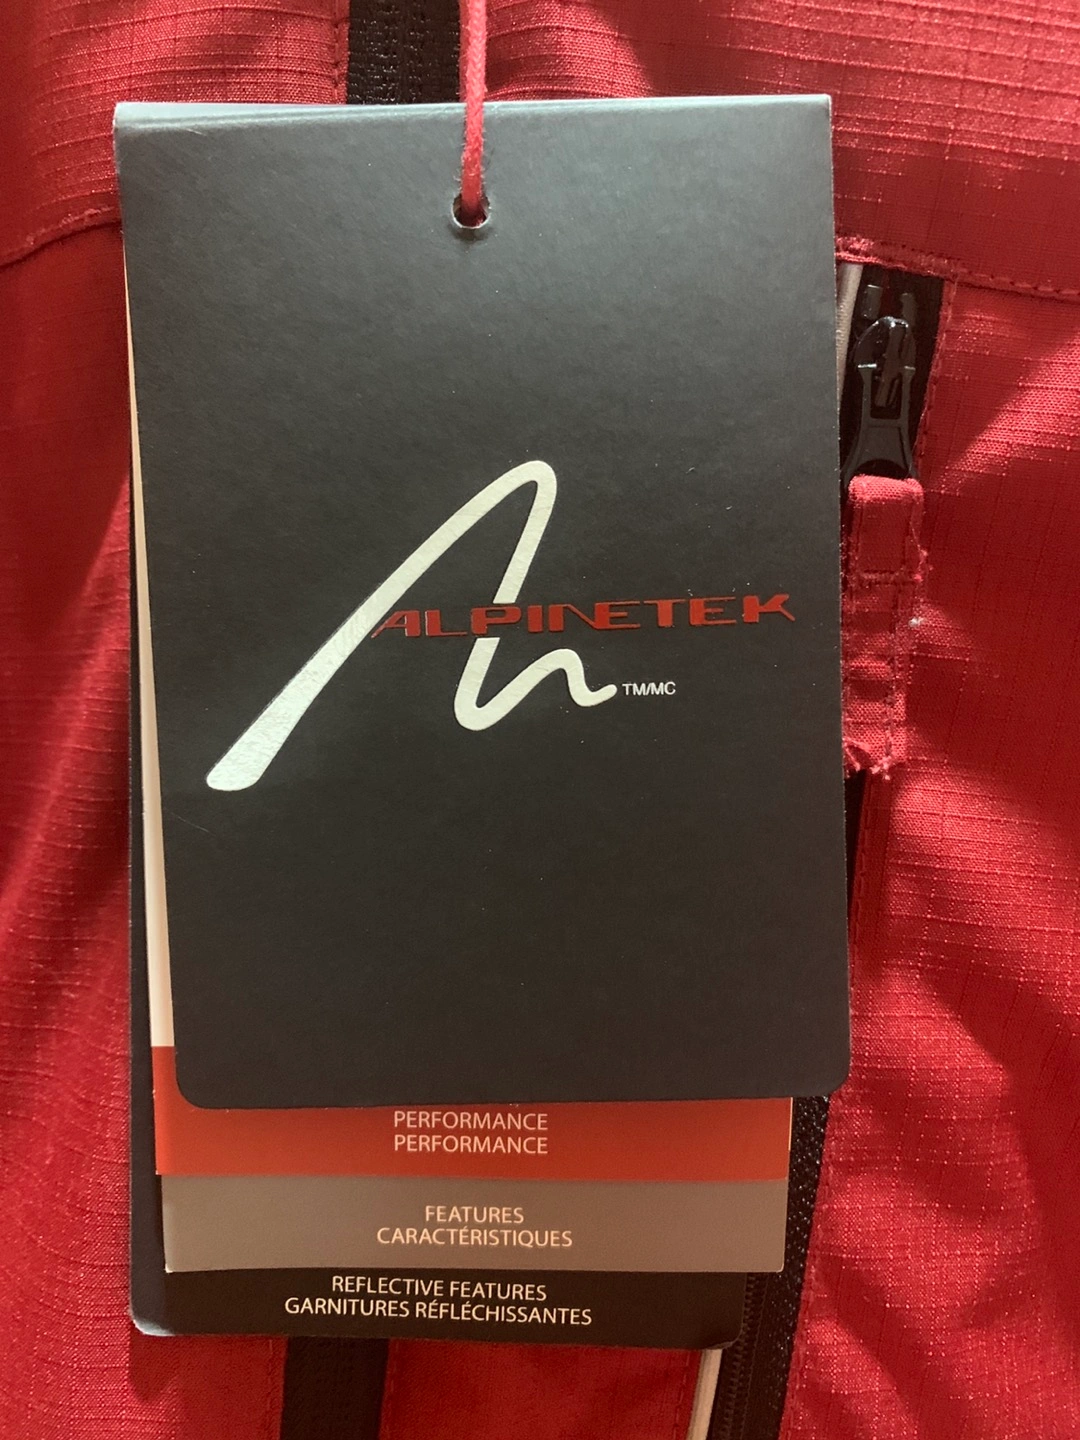 ALPINETEK
TM/MC
PERFORMANCE
PERFORMANCE
FEATURES
CARACTÉRISTIQUES
REFLECTIVE FEATURES
GARNITURES RÉFLÉCHISSANTES